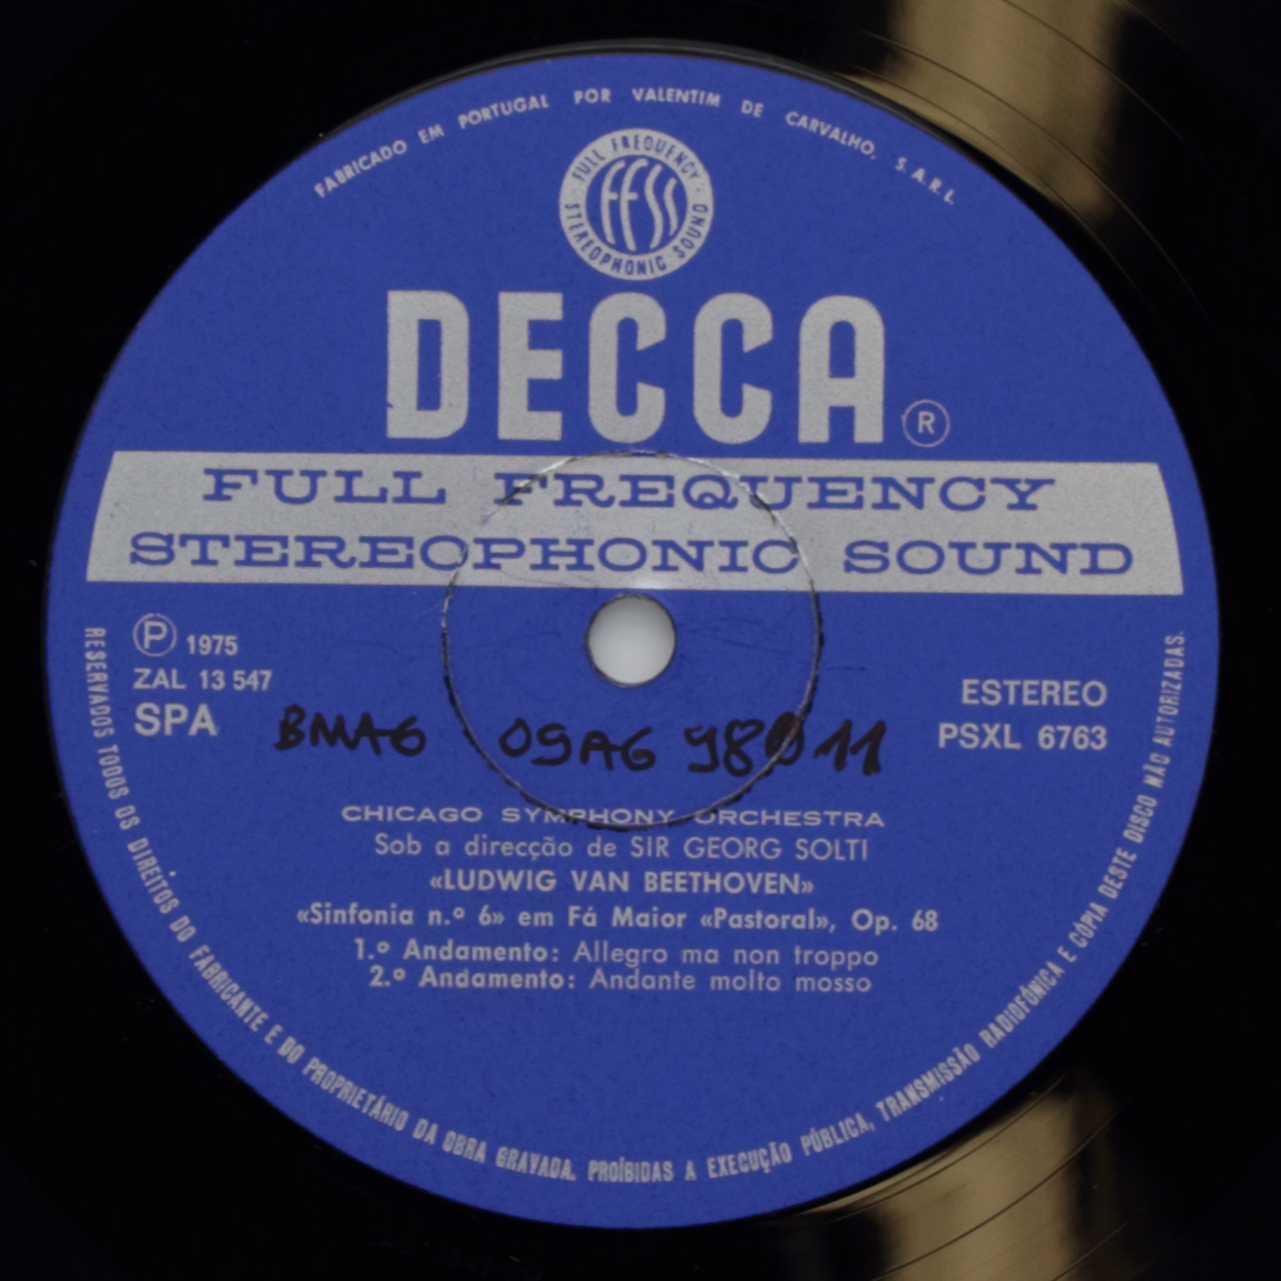 FABRICADO EM PORTUGAL POR VALENTIM DE CARVALHO, S.A.R.L.
FULL FREQUENCY
FFSS
STEREOPHONIC SOUND
DECCA ®
FULL FREQUENCY
STEREOPHONIC SOUND
Ⓟ 1975
ZAL 13 547
SPA
ESTEREO
PSXL 6763
BMAG 09AG 98011
CHICAGO SYMPHONY ORCHESTRA
Sob a direcção de SIR GEORG SOLTI
«LUDWIG VAN BEETHOVEN»
«Sinfonia n.º 6» em Fá Maior «Pastoral», Op. 68
1.º Andamento: Allegro ma non troppo
2.º Andamento: Andante molto mosso
RESERVADOS TODOS OS DIREITOS DO FABRICANTE E DO PROPRIETÁRIO DA OBRA GRAVADA. PROÍBIDAS A EXECUÇÃO PÚBLICA, TRANSMISSÃO RADIOFÓNICA E CÓPIA DESTE DISCO NÃO AUTORIZADAS.